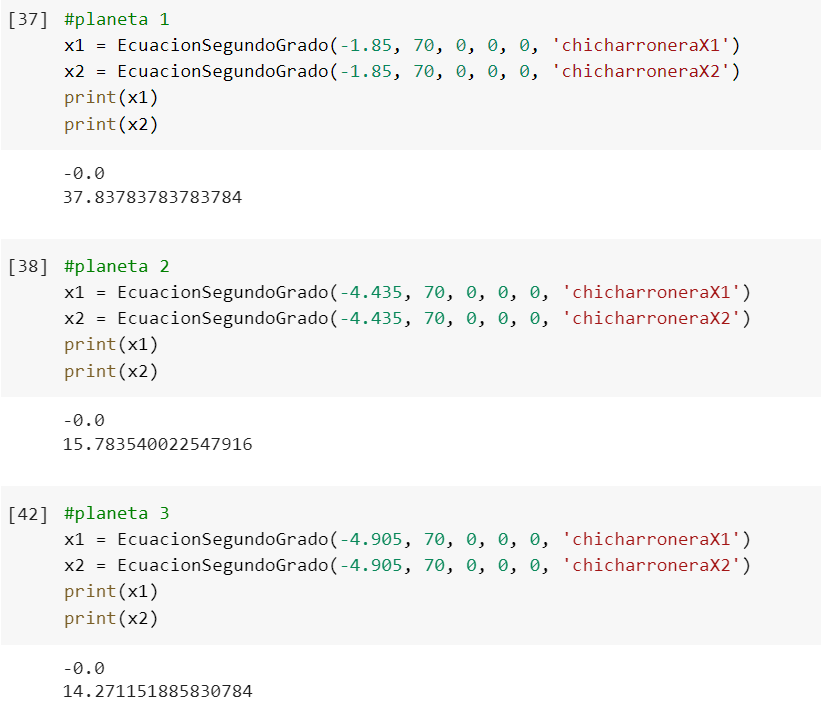 [37] #planeta 1
x1 = EcuacionSegundoGrado(-1.85, 70, 0, 0, 0, 'chicharroneraX1')
x2 = EcuacionSegundoGrado(-1.85, 70, 0, 0, 0, 'chicharroneraX2')
print(x1)
print(x2)
-0.0
37.83783783783784
[38] #planeta 2
x1 = EcuacionSegundoGrado(-4.435, 70, 0, 0, 0, 'chicharroneraX1')
x2 = EcuacionSegundoGrado(-4.435, 70, 0, 0, 0, 'chicharroneraX2')
print(x1)
print(x2)
-0.0
15.783540022547916
[42] #planeta 3
x1 = EcuacionSegundoGrado(-4.905, 70, 0, 0, 0, 'chicharroneraX1')
x2 = EcuacionSegundoGrado(-4.905, 70, 0, 0, 0, 'chicharroneraX2')
print(x1)
print(x2)
-0.0
14.271151885830784